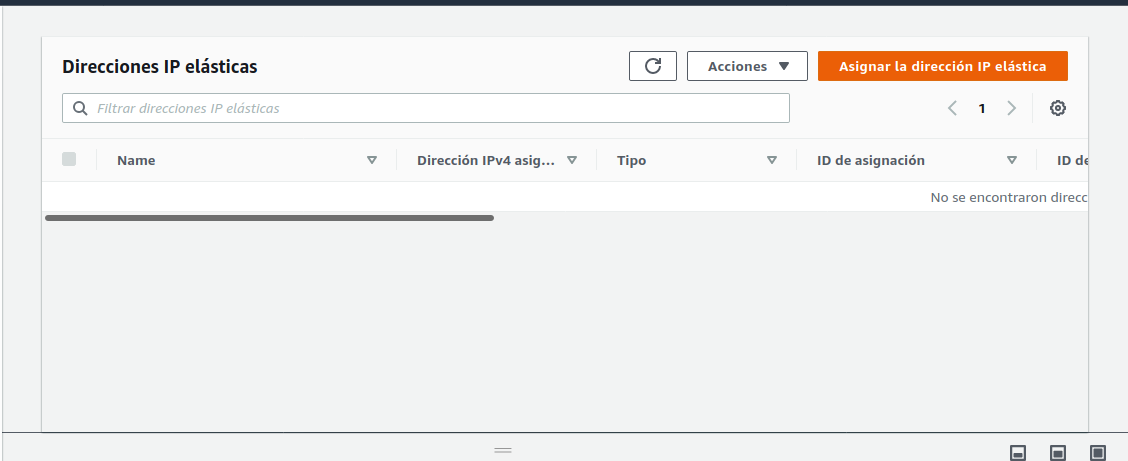 Direcciones IP elásticas
Acciones
Asignar la dirección IP elástica
Filtrar direcciones IP elásticas
1
Name
Dirección IPv4 asig...
Tipo
ID de asignación
ID de
No se encontraron direcc